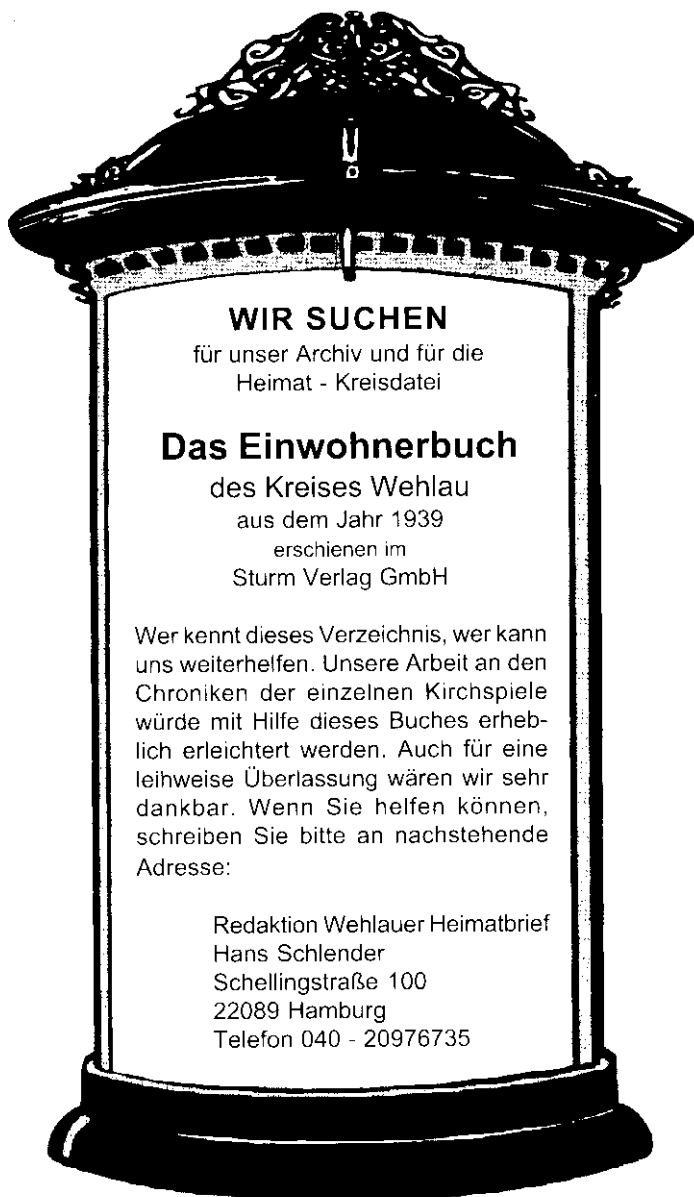 WIR SUCHEN
für unser Archiv und für die
Heimat - Kreisdatei
Das Einwohnerbuch
des Kreises Wehlau
aus dem Jahr 1939
erschienen im
Sturm Verlag GmbH
Wer kennt dieses Verzeichnis, wer kann
uns weiterhelfen. Unsere Arbeit an den
Chroniken der einzelnen Kirchspiele
würde mit Hilfe dieses Buches erheb-
lich erleichtert werden. Auch für eine
leihweise Überlassung wären wir sehr
dankbar. Wenn Sie helfen können,
schreiben Sie bitte an nachstehende
Adresse:
Redaktion Wehlauer Heimatbrief
Hans Schlender
Schellingstraße 100
22089 Hamburg
Telefon 040 - 20976735